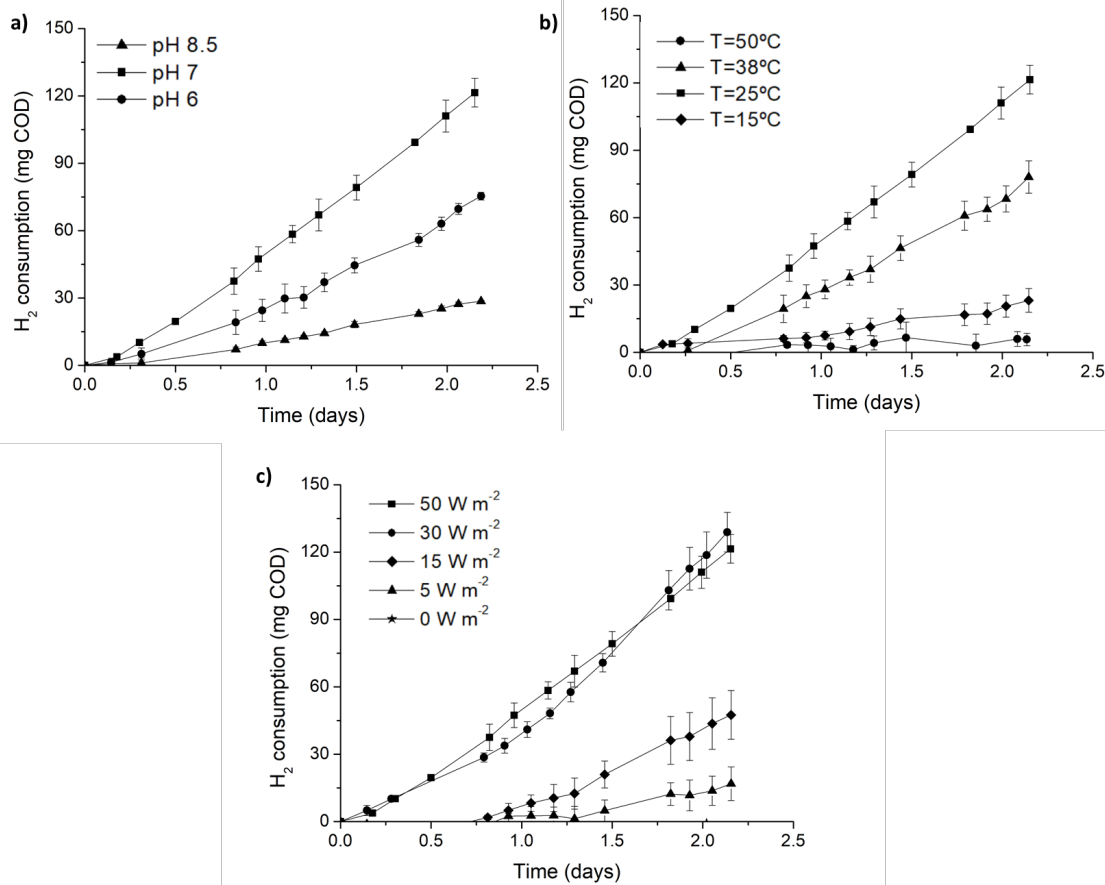 a)
150
120
90
60
30
0
H₂ consumption (mg COD)
pH 8.5
pH 7
pH 6
0.0 0.5 1.0 1.5 2.0 2.5
Time (days)
b)
150
120
90
60
30
0
H₂ consumption (mg COD)
T=50ºC
T=38ºC
T=25ºC
T=15ºC
0.0 0.5 1.0 1.5 2.0 2.5
Time (days)
c)
150
120
90
60
30
0
H₂ consumption (mg COD)
50 W m⁻²
30 W m⁻²
15 W m⁻²
5 W m⁻²
0 W m⁻²
0.0 0.5 1.0 1.5 2.0 2.5
Time (days)